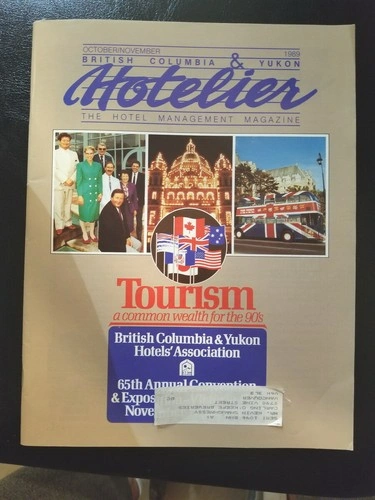 OCTOBER/NOVEMBER 1989
BRITISH COLUMBIA & YUKON
Hotelier
THE HOTEL MANAGEMENT MAGAZINE
Tourism
a common wealth for the 90's
British Columbia & Yukon
Hotels' Association
65th Annual Convention
& Expos
Nove